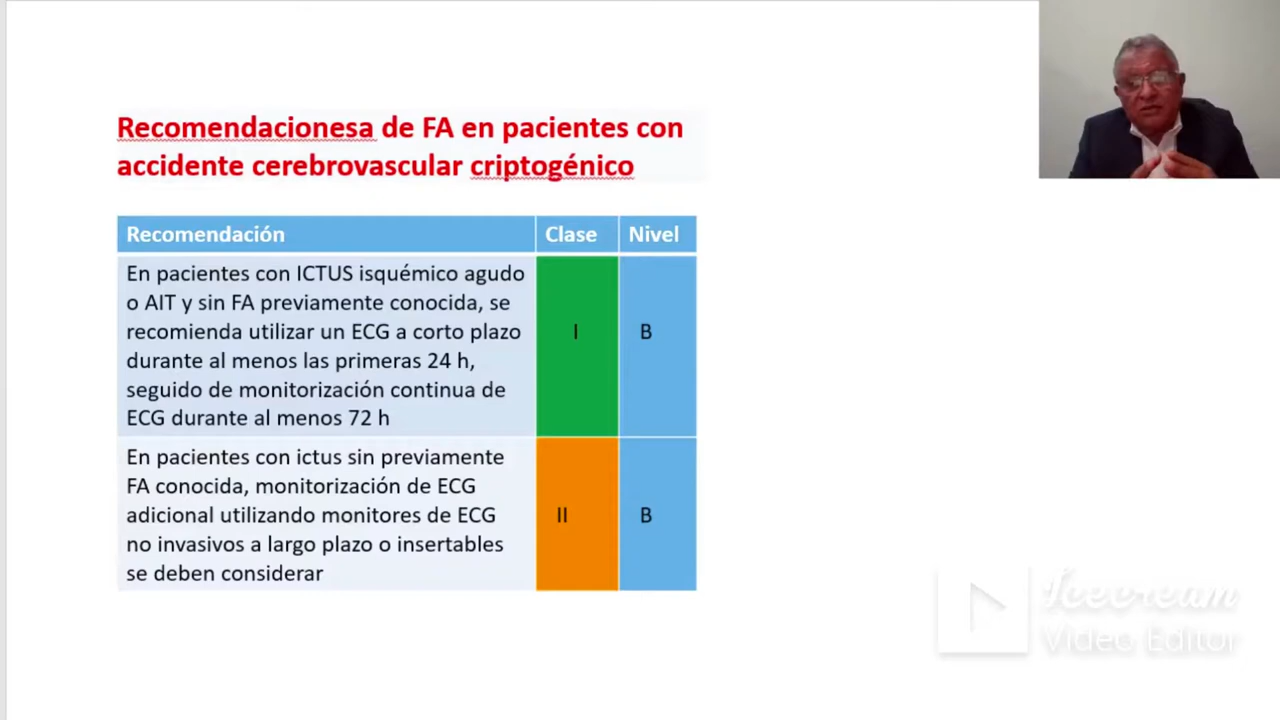 Recomendacionesa de FA en pacientes con
accidente cerebrovascular criptogénico
Recomendación Clase Nivel
En pacientes con ICTUS isquémico agudo
o AIT y sin FA previamente conocida, se
recomienda utilizar un ECG a corto plazo
durante al menos las primeras 24 h,
seguido de monitorización continua de
ECG durante al menos 72 h
I
B
En pacientes con ictus sin previamente
FA conocida, monitorización de ECG
adicional utilizando monitores de ECG
no invasivos a largo plazo o insertables
se deben considerar
II
B
Icecream
Video Editor